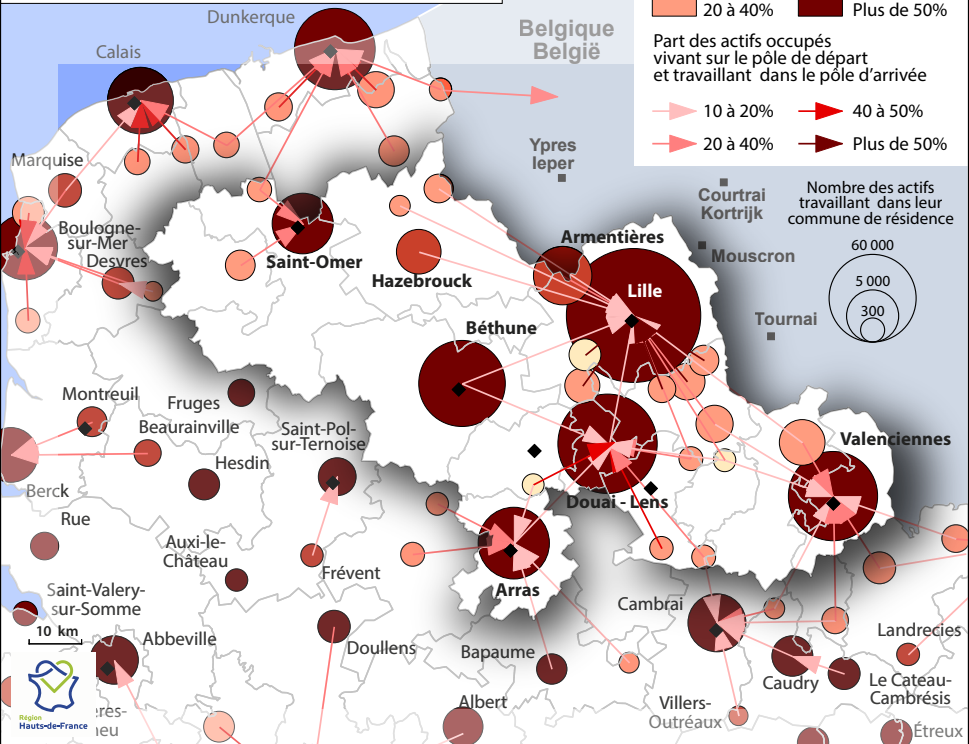 20 à 40%
Plus de 50%
Part des actifs occupés
vivant sur le pôle de départ
et travaillant dans le pôle d'arrivée
10 à 20%
40 à 50%
20 à 40%
Plus de 50%
Nombre des actifs
travaillant dans leur
commune de résidence
60 000
5 000
300
Dunkerque
Calais
Belgique
België
Marquise
Ypres
Ieper
Courtrai
Kortrijk
Mouscron
Tournai
Boulogne-
sur-Mer
Desvres
Saint-Omer
Hazebrouck
Armentières
Lille
Béthune
Montreuil
Fruges
Beaurainville
Saint-Pol-
sur-Ternoise
Hesdin
Berck
Valenciennes
Douai - Lens
Rue
Auxi-le-
Château
Frévent
Arras
Saint-Valery-
sur-Somme
10 km
Cambrai
Abbeville
Doullens
Bapaume
Landrecies
Caudry
Le Cateau-
Cambrésis
Albert
Villers-
Outréaux
Étreux
Région
Hauts-de-France